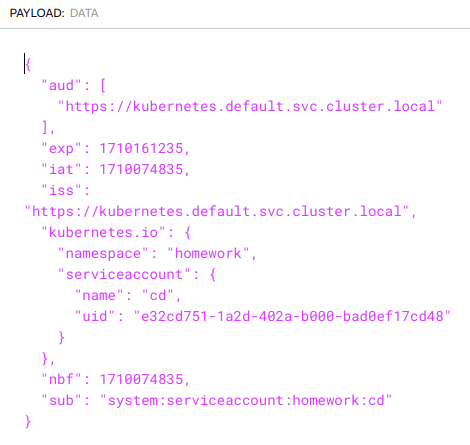 PAYLOAD: DATA
{
"aud": [
"https://kubernetes.default.svc.cluster.local"
],
"exp": 1710161235,
"iat": 1710074835,
"iss":
"https://kubernetes.default.svc.cluster.local",
"kubernetes.io": {
"namespace": "homework",
"serviceaccount": {
"name": "cd",
"uid": "e32cd751-1a2d-402a-b000-bad0ef17cd48"
}
},
"nbf": 1710074835,
"sub": "system:serviceaccount:homework:cd"
}